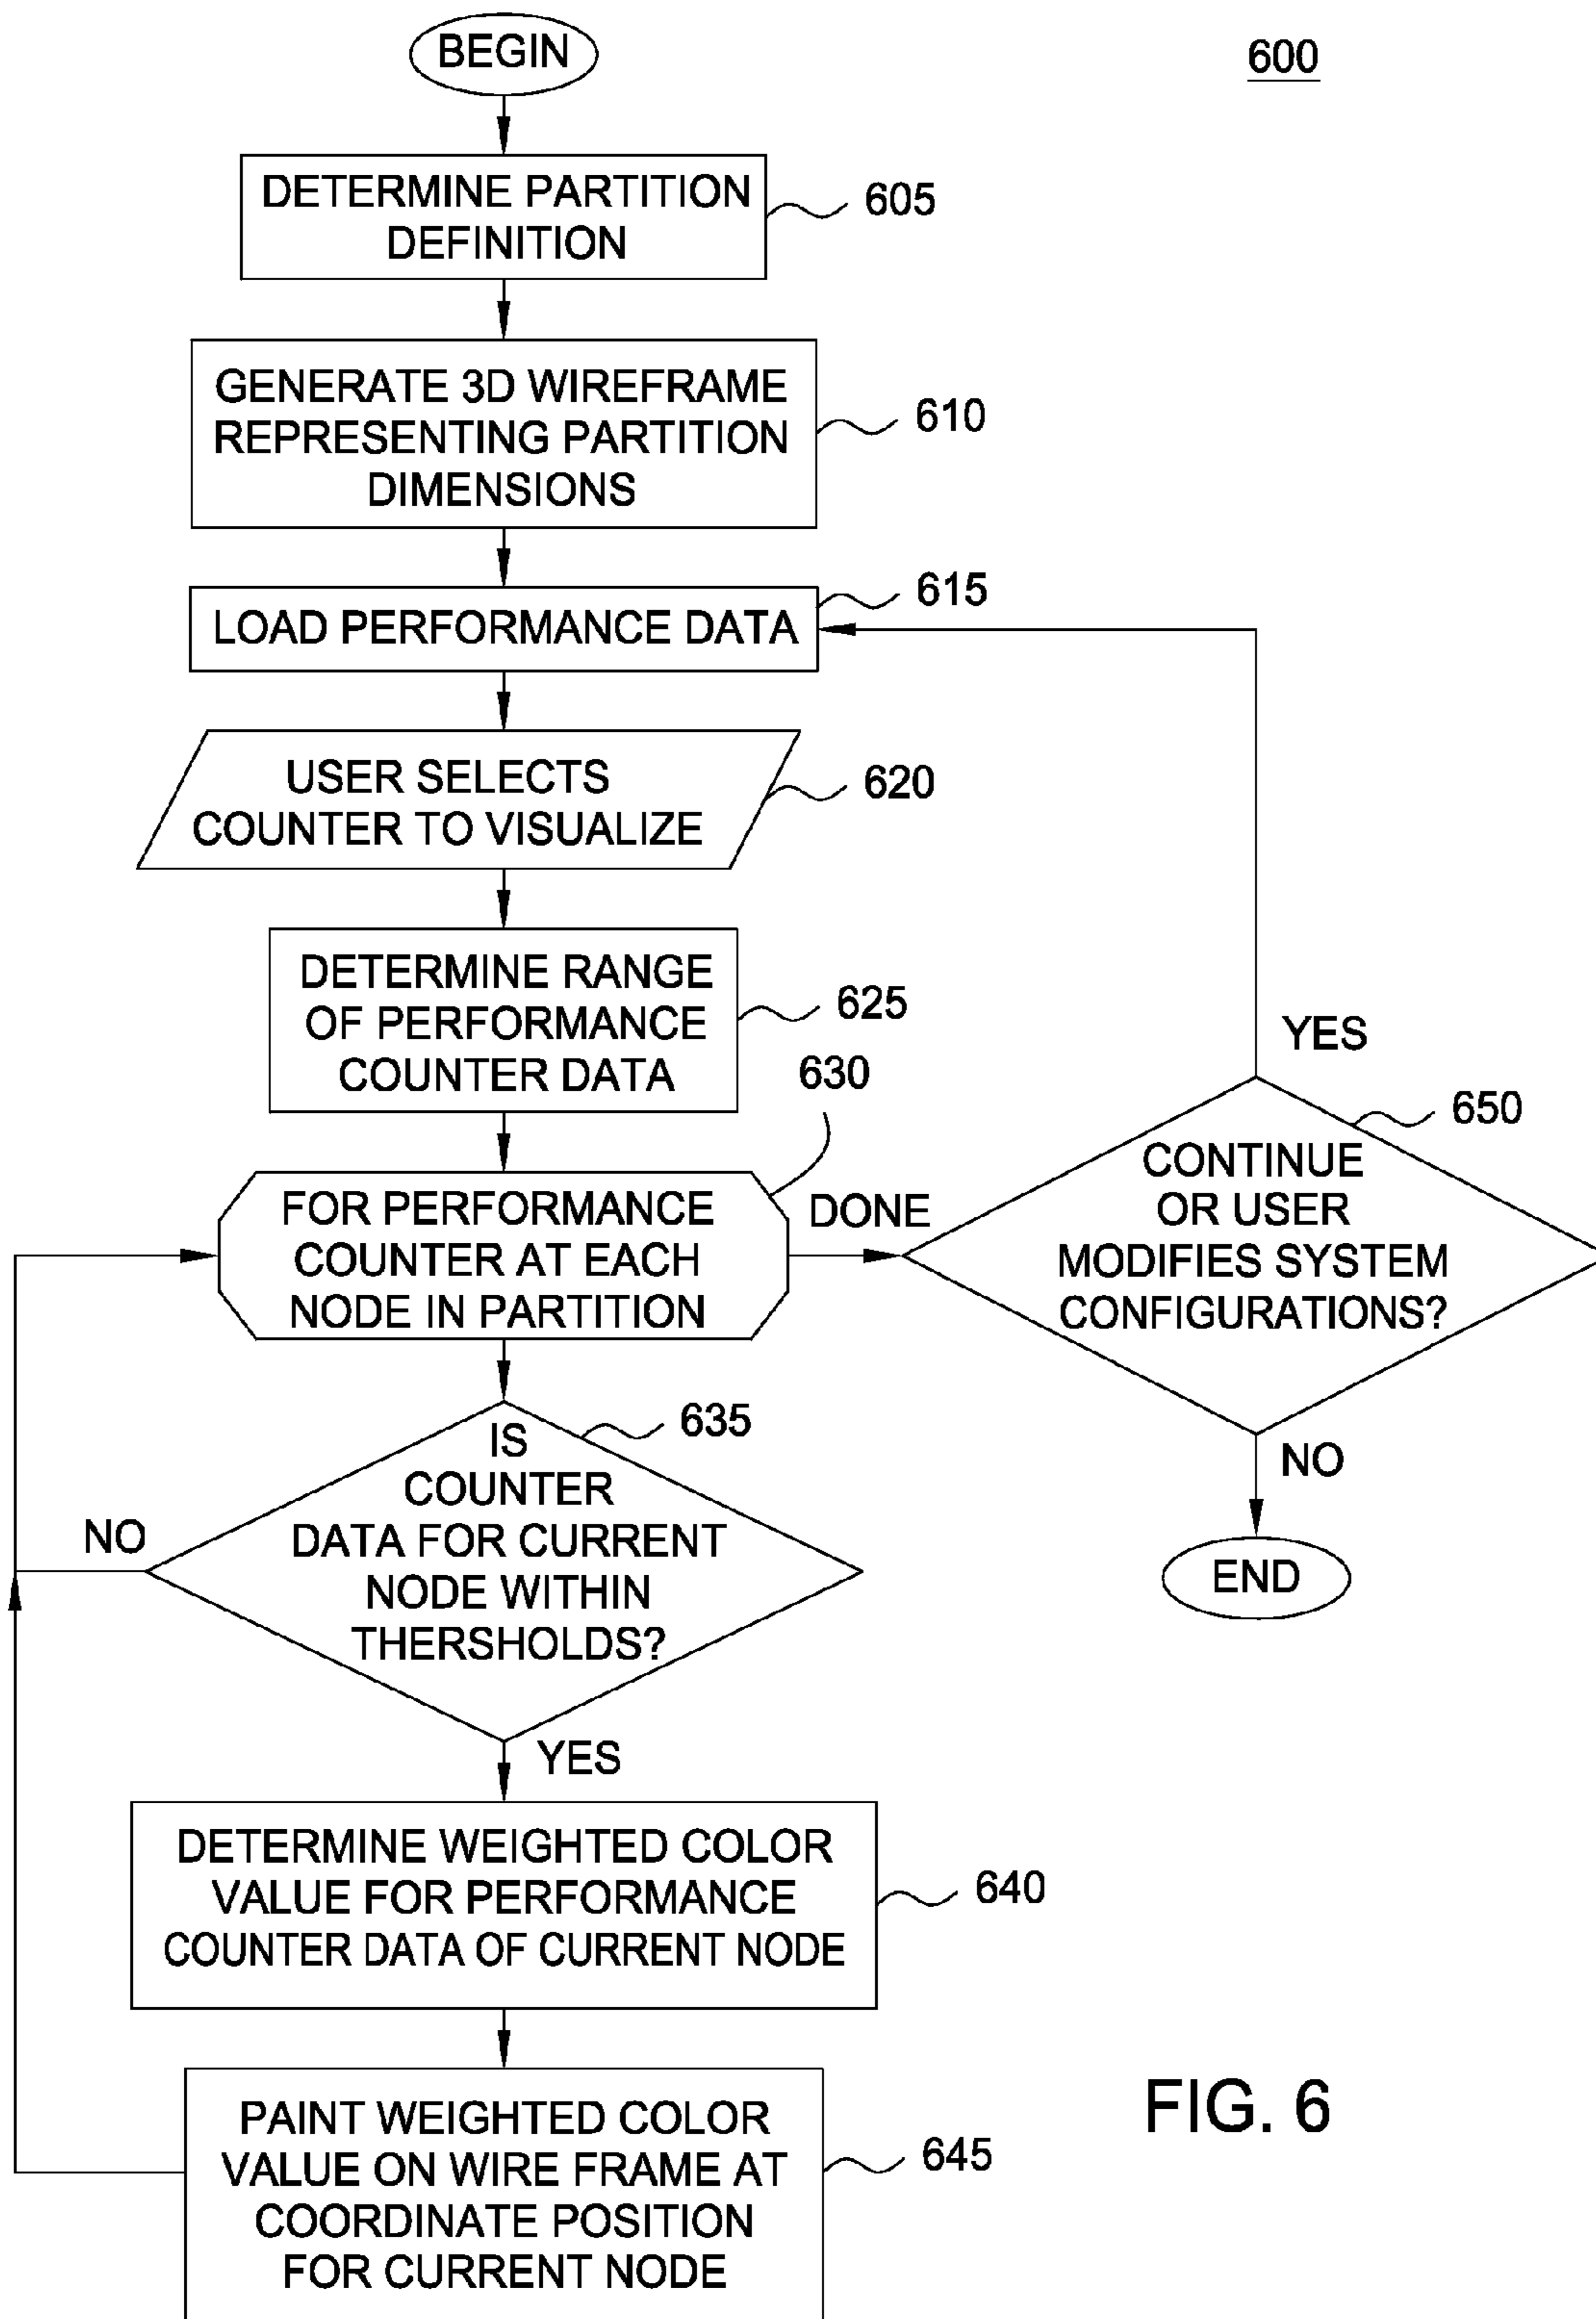 BEGIN
600
DETERMINE PARTITION
DEFINITION
605
GENERATE 3D WIREFRAME
REPRESENTING PARTITION
DIMENSIONS
610
LOAD PERFORMANCE DATA
615
USER SELECTS
COUNTER TO VISUALIZE
620
DETERMINE RANGE
OF PERFORMANCE
COUNTER DATA
625
630
FOR PERFORMANCE
COUNTER AT EACH
NODE IN PARTITION
DONE
YES
650
CONTINUE
OR USER
MODIFIES SYSTEM
CONFIGURATIONS?
NO
END
635
IS
COUNTER
DATA FOR CURRENT
NODE WITHIN
THERSHOLDS?
NO
YES
DETERMINE WEIGHTED COLOR
VALUE FOR PERFORMANCE
COUNTER DATA OF CURRENT NODE
640
PAINT WEIGHTED COLOR
VALUE ON WIRE FRAME AT
COORDINATE POSITION
FOR CURRENT NODE
645
FIG. 6